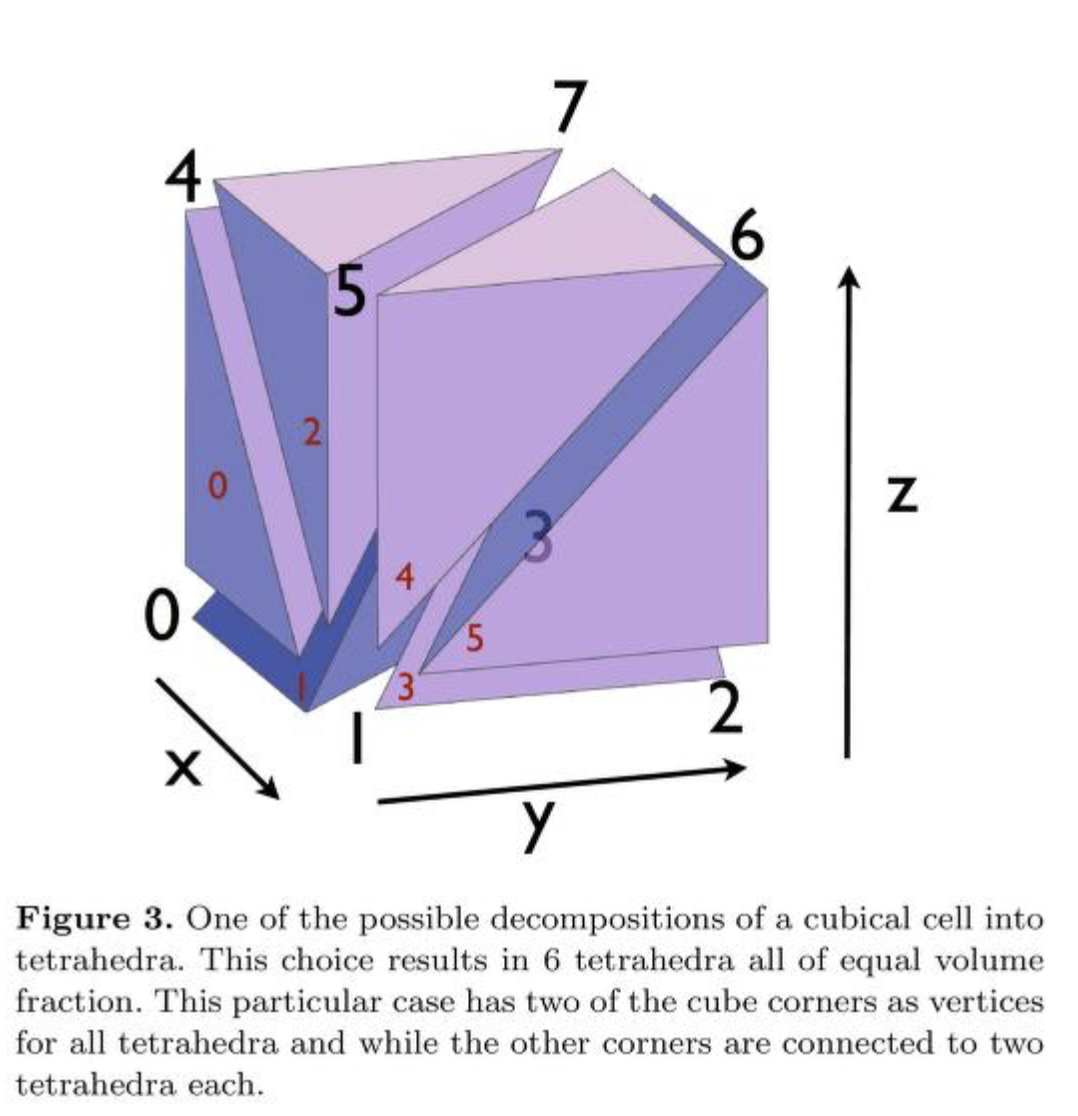 7
4
6
5
2
z
0
3
4
5
0
1
3
1
2
x
y
Figure 3. One of the possible decompositions of a cubical cell into
tetrahedra. This choice results in 6 tetrahedra all of equal volume
fraction. This particular case has two of the cube corners as vertices
for all tetrahedra and while the other corners are connected to two
tetrahedra each.